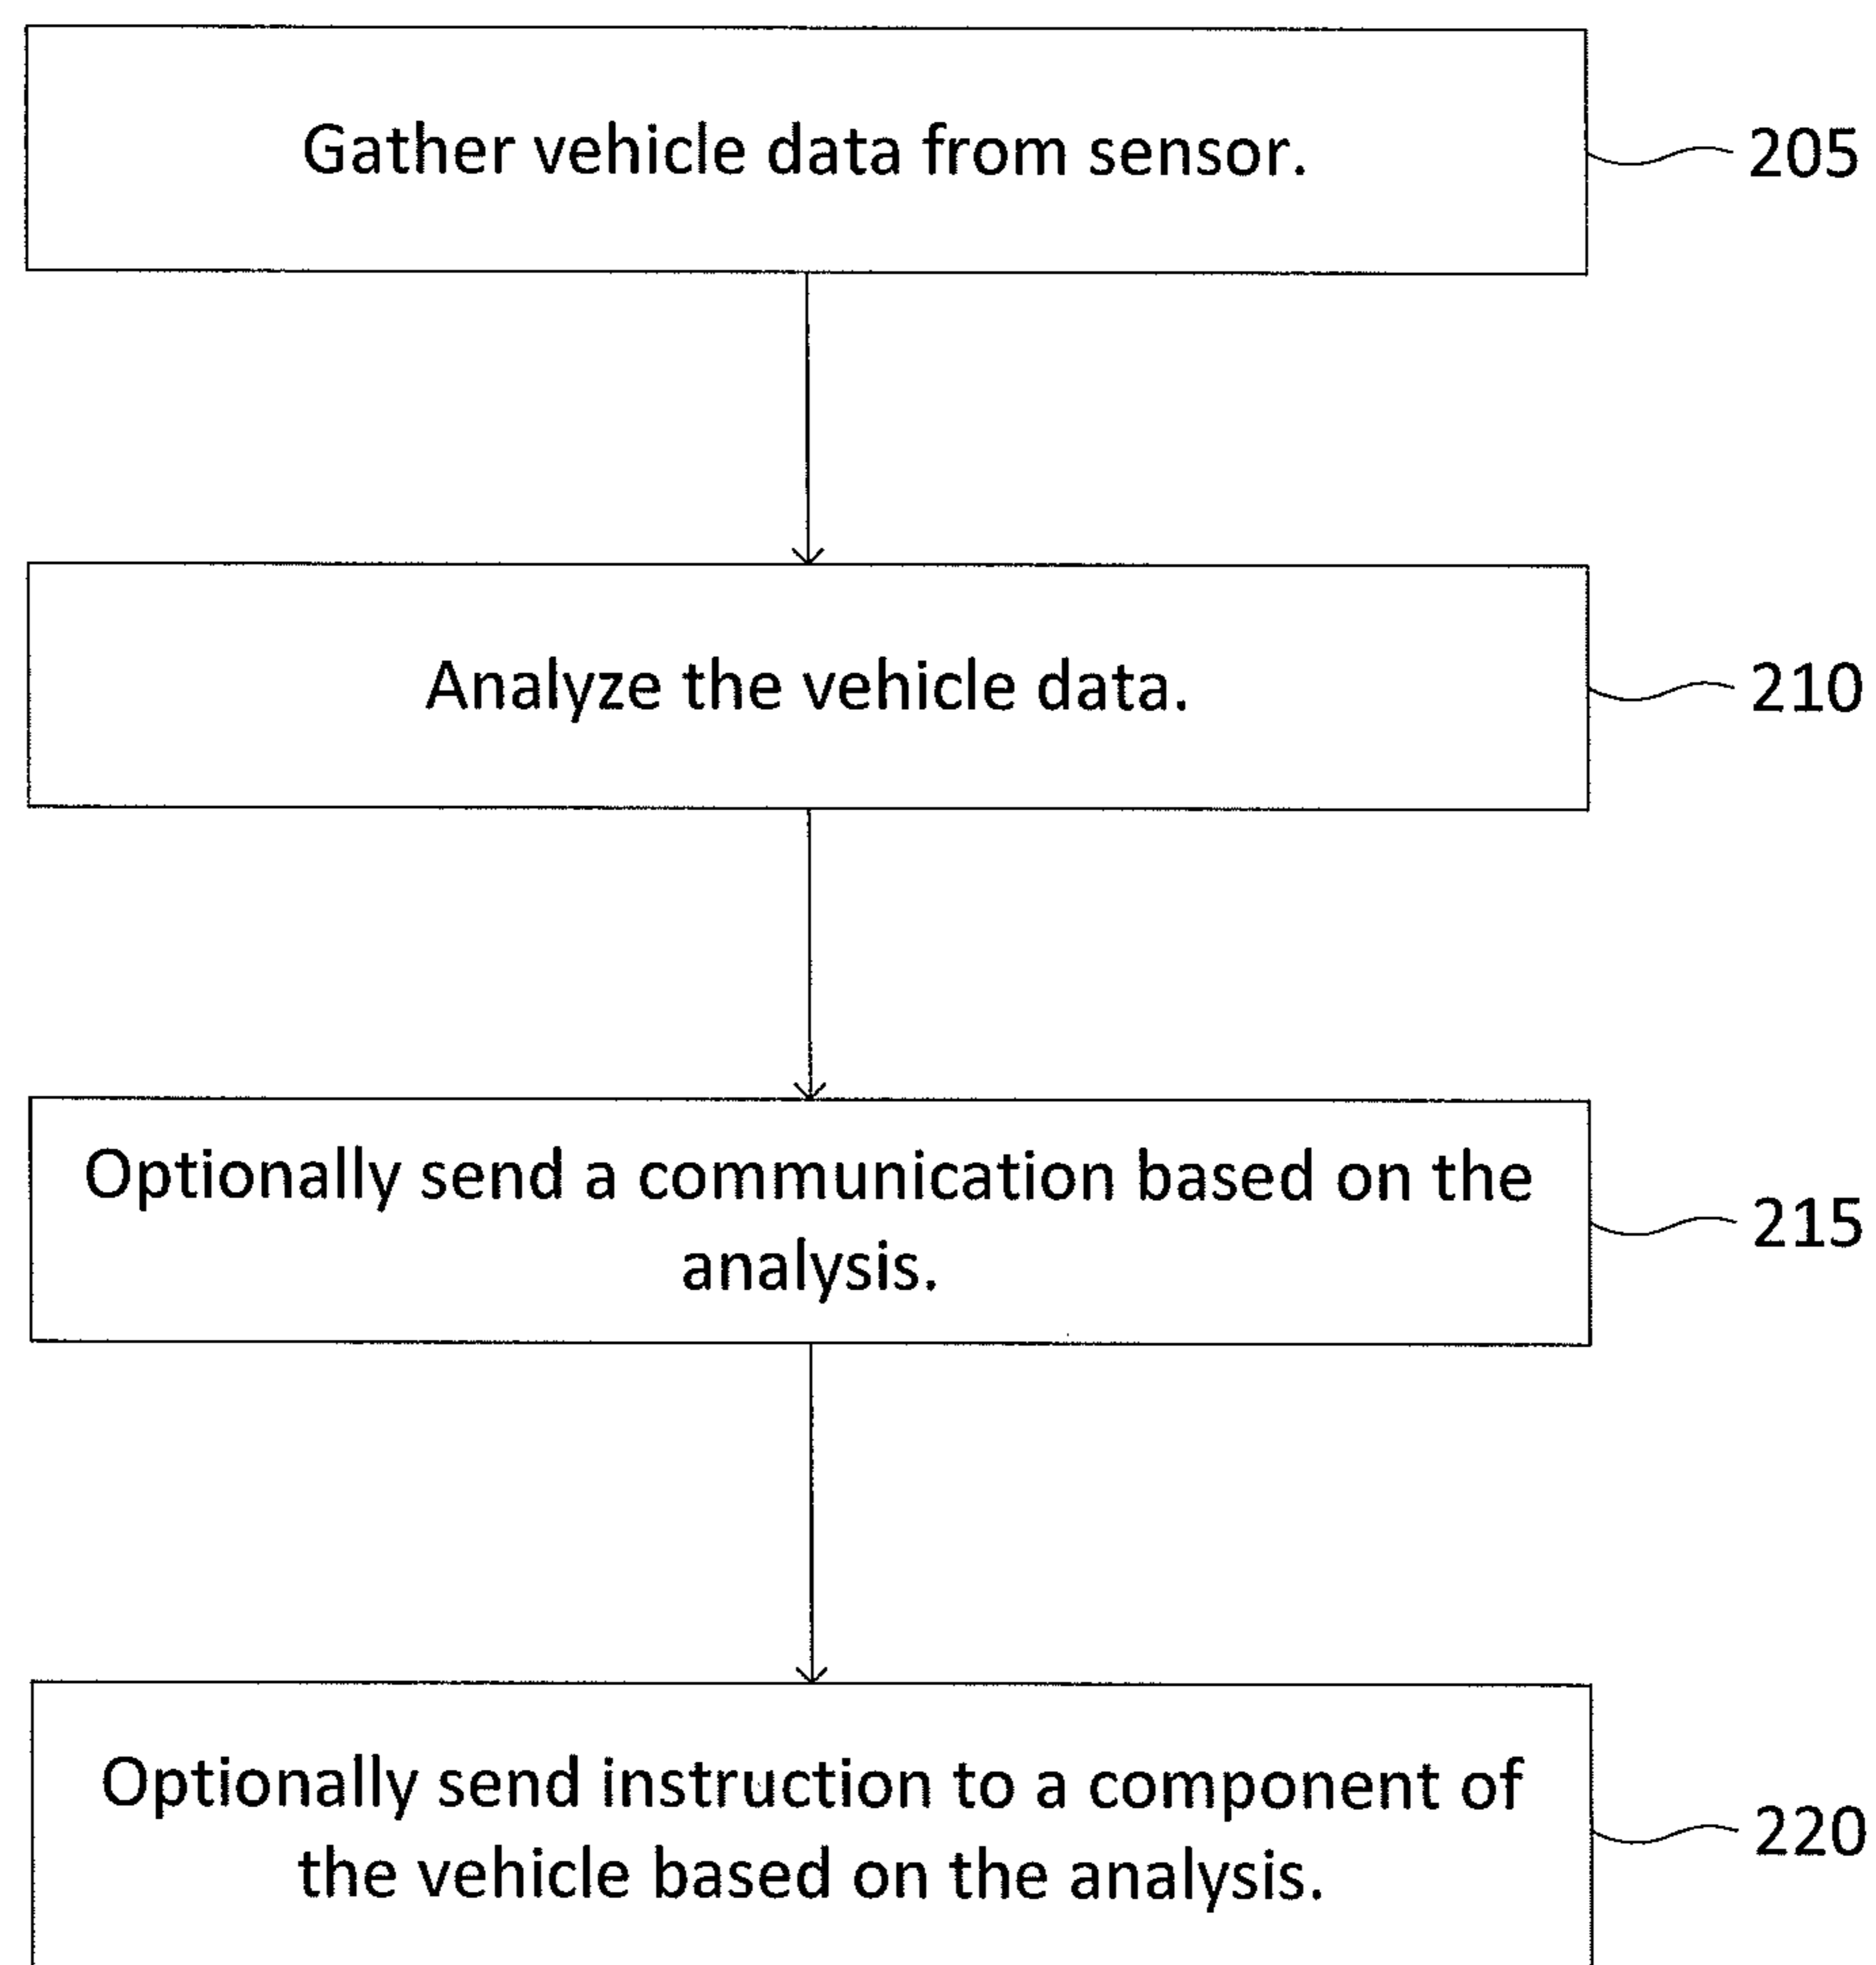 Gather vehicle data from sensor.
205
Analyze the vehicle data.
210
Optionally send a communication based on the
analysis.
215
Optionally send instruction to a component of
the vehicle based on the analysis.
220